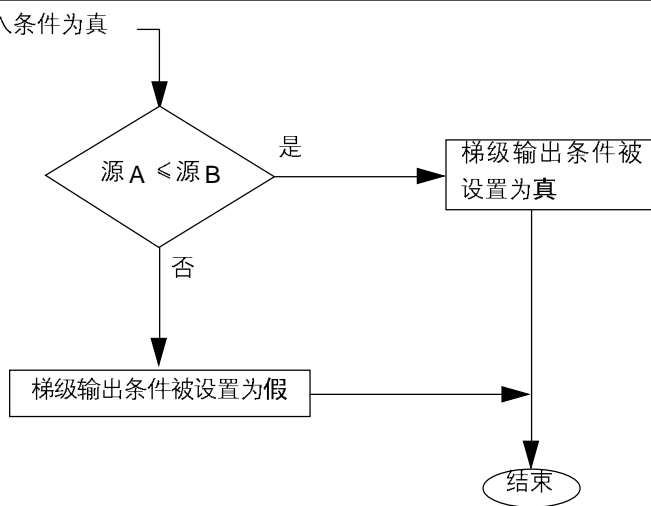 入条件为真
源A ≤源B
是
梯级输出条件被
设置为真
否
梯级输出条件被设置为假
结束